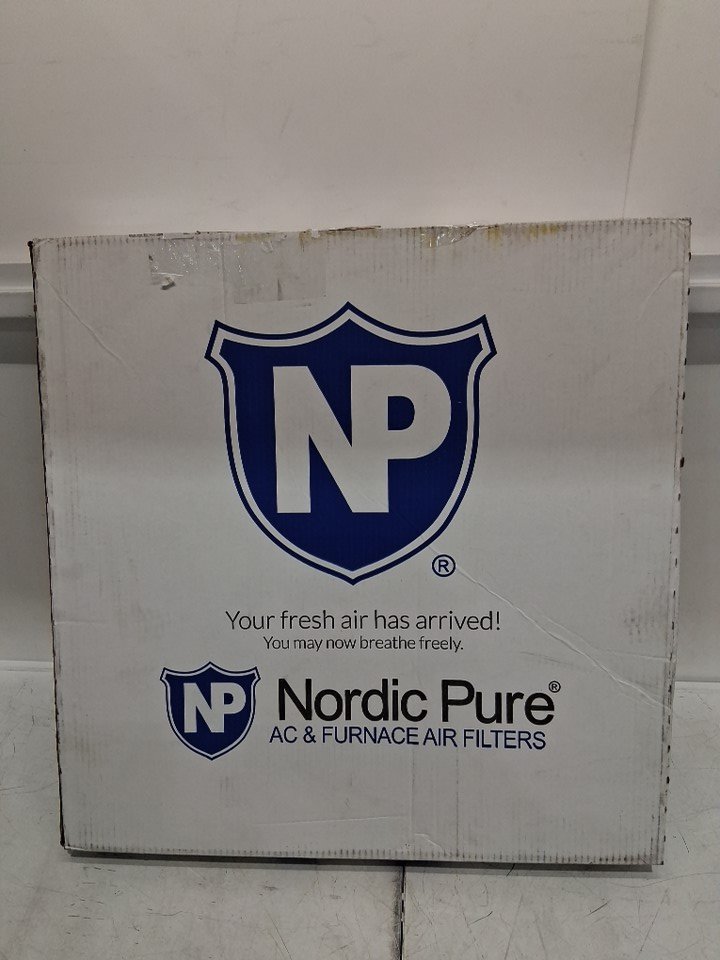 NP
®
Your fresh air has arrived!
You may now breathe freely.
NP Nordic Pure®
AC & FURNACE AIR FILTERS